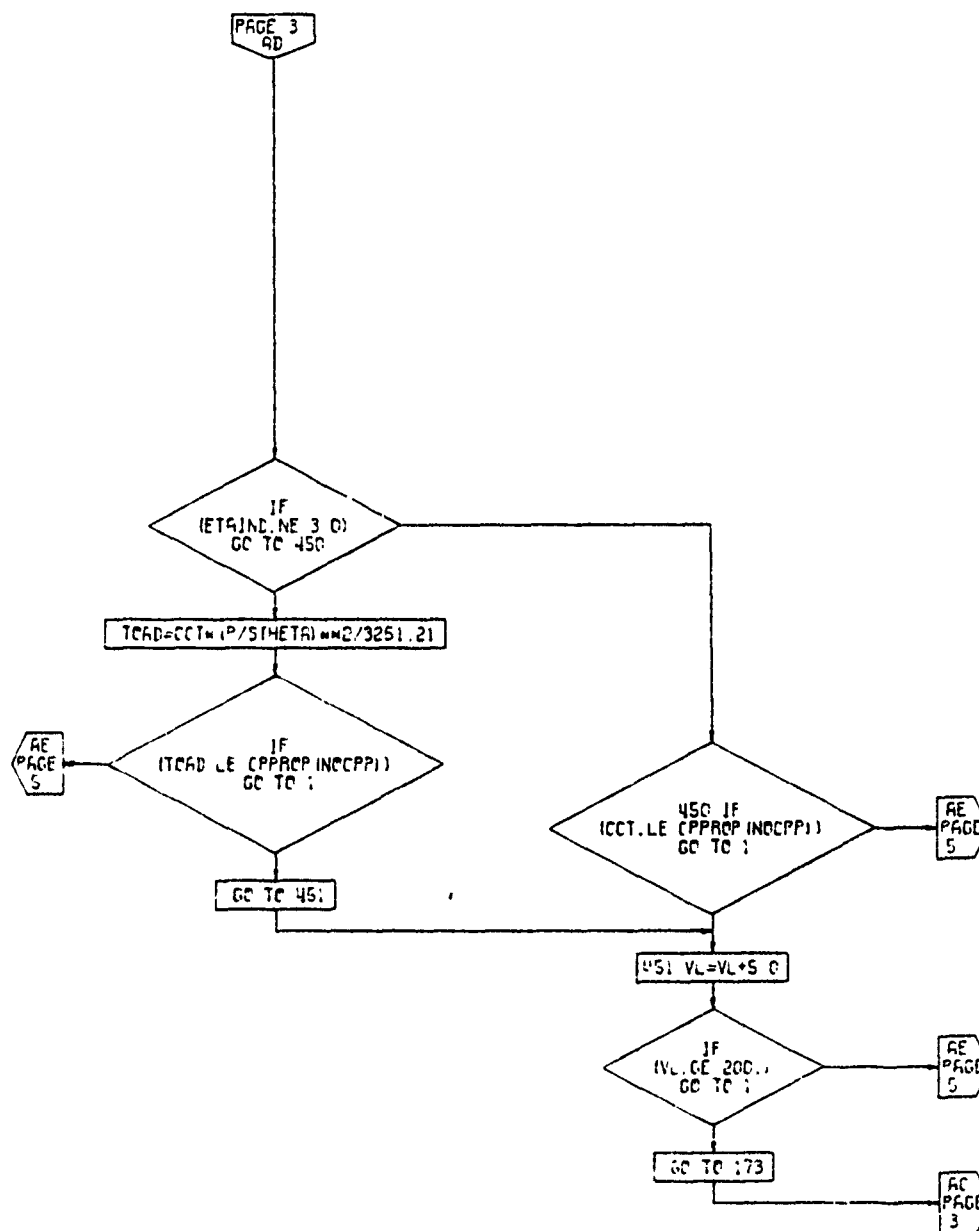 PAGE 3
AD
IF
(ETAIND.NE 3 0)
GO TO 450
TCAD=CCT*(P/STHETA)**2/3251.21
IF
(TCAD LE CPPROP(NOCPP))
GO TO 1
AE
PAGE
5
450 IF
(CCT.LE CPPROP(NOCPP))
GO TO 1
AE
PAGE
5
GO TO 451
451 VL=VL+5 0
IF
(VL.GE 200.)
GO TO 1
AE
PAGE
5
GO TO 173
AC
PAGE
3